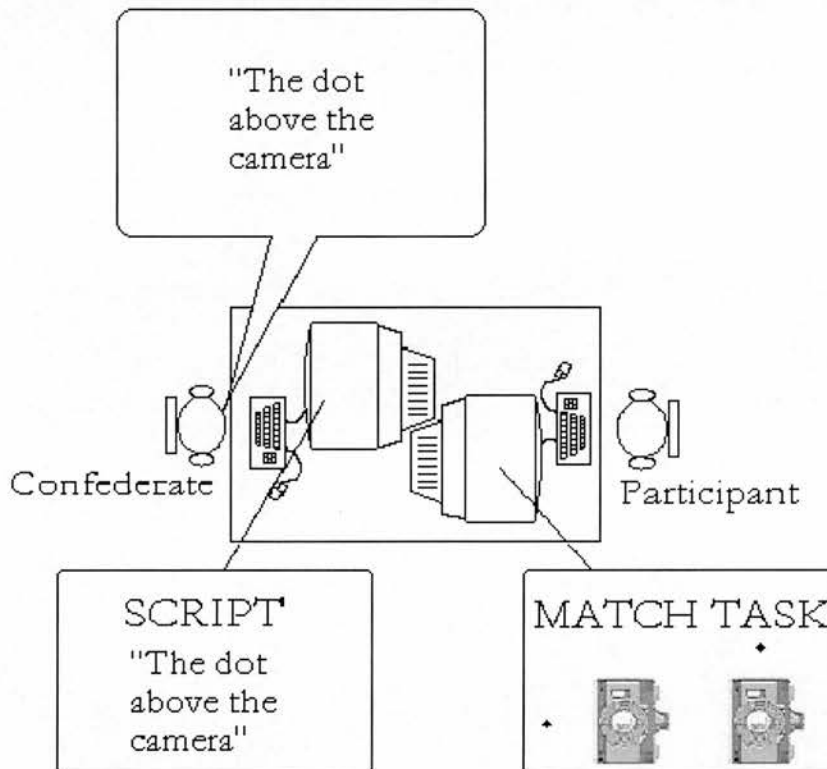 "The dot
above the
camera"
Confederate
Participant
SCRIPT
"The dot
above the
camera"
MATCH TASK